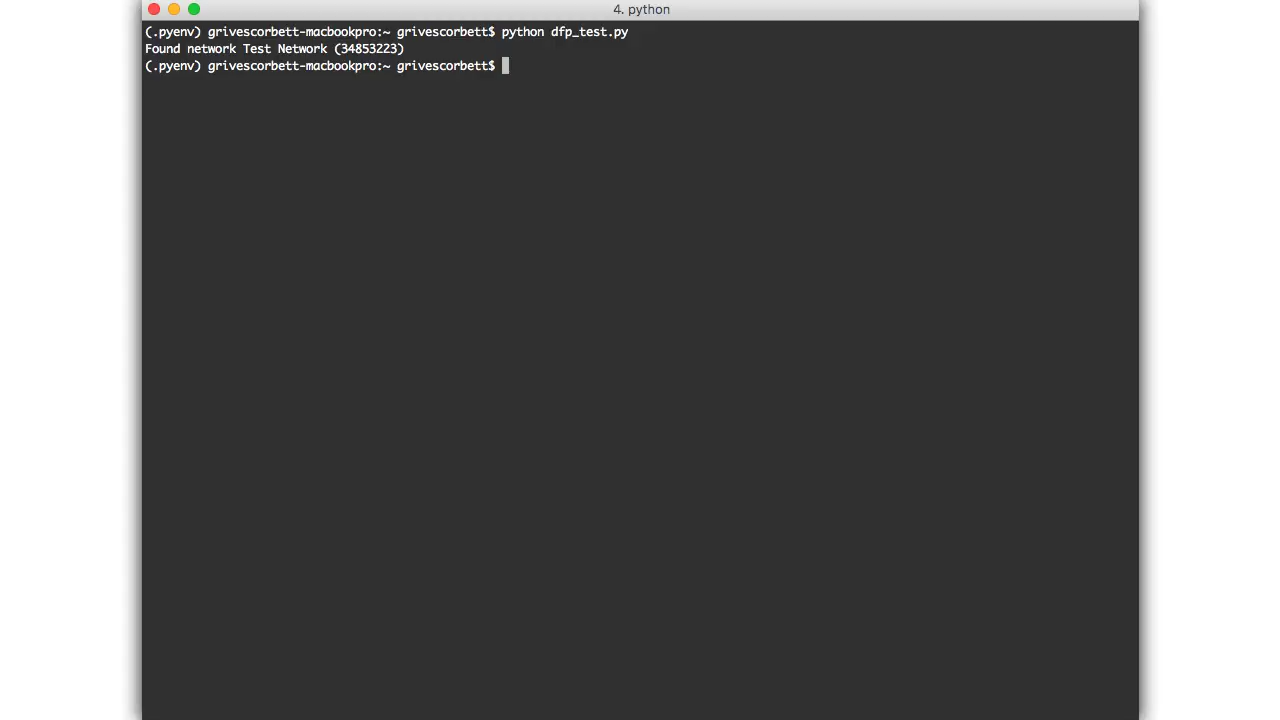 4. python
(.pyenv) grivescorbett-macbookpro:~ grivescorbett$ python dfp_test.py
Found network Test Network (34853223)
(.pyenv) grivescorbett-macbookpro:~ grivescorbett$